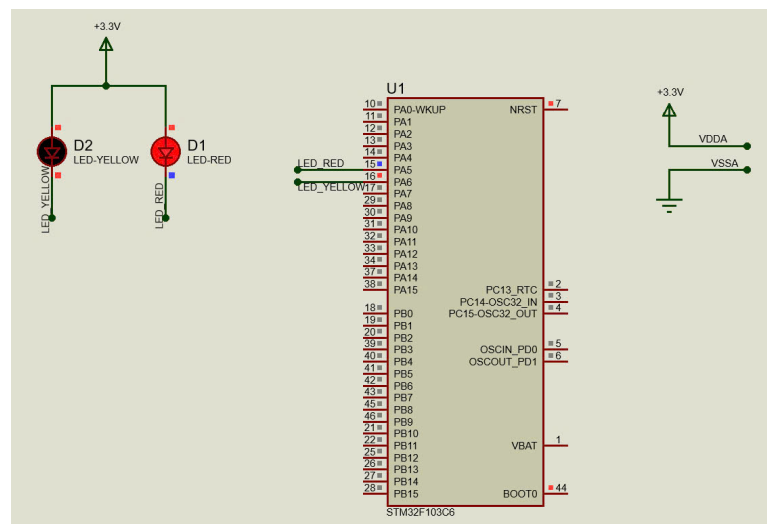 +3.3V
D2
LED-YELLOW
D1
LED-RED
LED_YELLOW
LED_RED
LED_RED
LED_YELLOW
U1
10 PA0-WKUP
11 PA1
12 PA2
13 PA3
14 PA4
15 PA5
16 PA6
17 PA7
29 PA8
30 PA9
31 PA10
32 PA11
33 PA12
34 PA13
37 PA14
38 PA15
18 PB0
19 PB1
20 PB2
39 PB3
40 PB4
41 PB5
42 PB6
43 PB7
45 PB8
46 PB9
21 PB10
22 PB11
25 PB12
26 PB13
27 PB14
28 PB15
NRST 7
PC13_RTC 2
PC14-OSC32_IN 3
PC15-OSC32_OUT 4
OSCIN_PD0 5
OSCOUT_PD1 6
VBAT 1
BOOT0 44
STM32F103C6
+3.3V
VDDA
VSSA